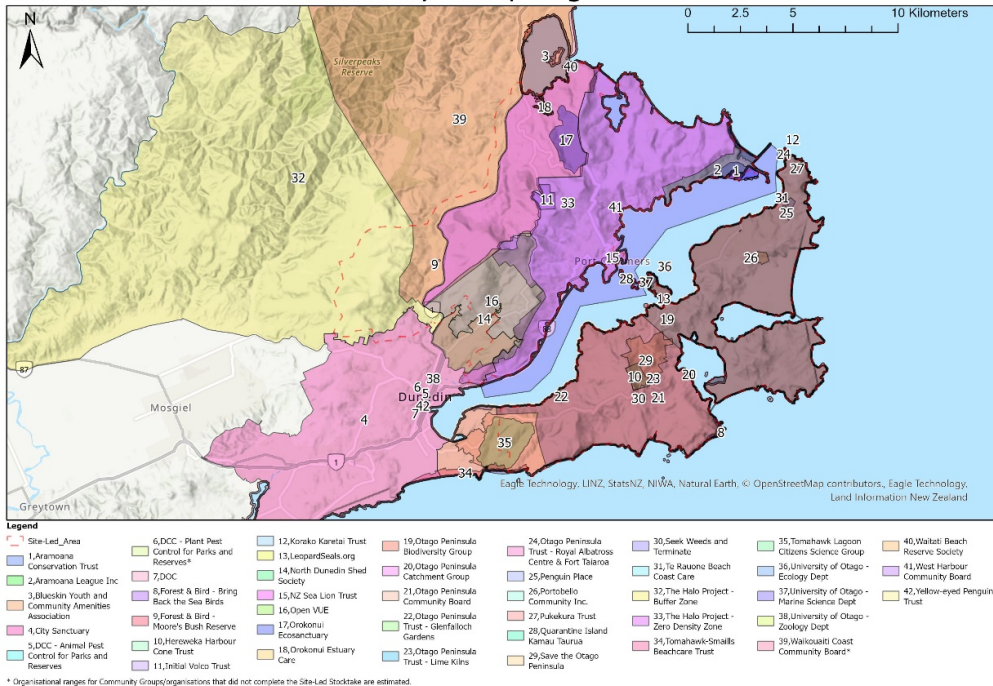 N
0 2.5 5 10 Kilometers
Silverpeaks
Reserve
3
40
39
18
17
12
24
27
2
1
32
11
33
31
25
41
9
15
Port Chalmers
28
36
37
26
13
16
1
14
19
88
87
29
38
10
23
20
6
5
Dunedin
42
7
22
30
21
Mosgiel
4
8
35
1
34
Greytown
Eagle Technology, LINZ, StatsNZ, NIWA, Natural Earth, © OpenStreetMap contributors., Eagle Technology,
Land Information New Zealand
Legend
Site-Led_Area
1,Aramoana
Conservation Trust
2,Aramoana League Inc
3,Blueskin Youth and
Community Amenities
Association
4,City Sanctuary
5,DCC - Animal Pest
Control for Parks and
Reserves
6,DCC - Plant Pest
Control for Parks and
Reserves*
7,DOC
8,Forest & Bird - Bring
Back the Sea Birds
9,Forest & Bird -
Moore's Bush Reserve
10,Hereweka Harbour
Cone Trust
11,Initial Volco Trust
12,Korako Karetai Trust
13,LeopardSeals.org
14,North Dunedin Shed
Society
15,NZ Sea Lion Trust
16,Open VUE
17,Orokonui
Ecosanctuary
18,Orokonui Estuary
Care
19,Otago Peninsula
Biodiversity Group
20,Otago Peninsula
Catchment Group
21,Otago Peninsula
Community Board
22,Otago Peninsula
Trust - Glenfalloch
Gardens
23,Otago Peninsula
Trust - Lime Kilns
24,Otago Peninsula
Trust - Royal Albatross
Centre & Fort Taiaroa
25,Penguin Place
26,Portobello
Community Inc.
27,Pukekura Trust
28,Quarantine Island
Kamau Taurua
29,Save the Otago
Peninsula
30,Seek Weeds and
Terminate
31,Te Rauone Beach
Coast Care
32,The Halo Project -
Buffer Zone
33,The Halo Project -
Zero Density Zone
34,Tomahawk-Smaills
Beachcare Trust
35,Tomahawk Lagoon
Citizens Science Group
36,University of Otago -
Ecology Dept
37,University of Otago -
Marine Science Dept
38,University of Otago -
Zoology Dept
39,Waikouaiti Coast
Community Board*
40,Waitati Beach
Reserve Society
41,West Harbour
Community Board
42,Yellow-eyed Penguin
Trust
* Organisational ranges for Community Groups/organisations that did not complete the Site-Led Stocktake are estimated.